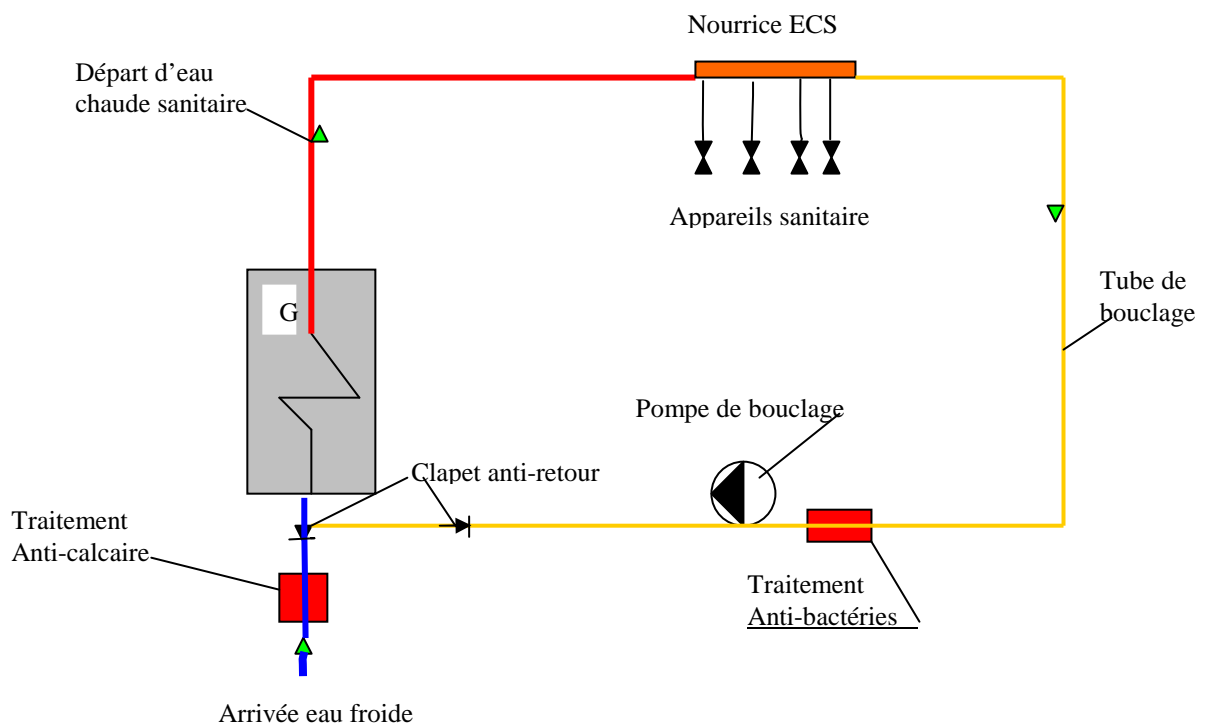 Nourrice ECS
Départ d’eau
chaude sanitaire
Appareils sanitaire
Tube de
bouclage
G
Pompe de bouclage
Clapet anti-retour
Traitement
Anti-calcaire
Traitement
Anti-bactéries
Arrivée eau froide